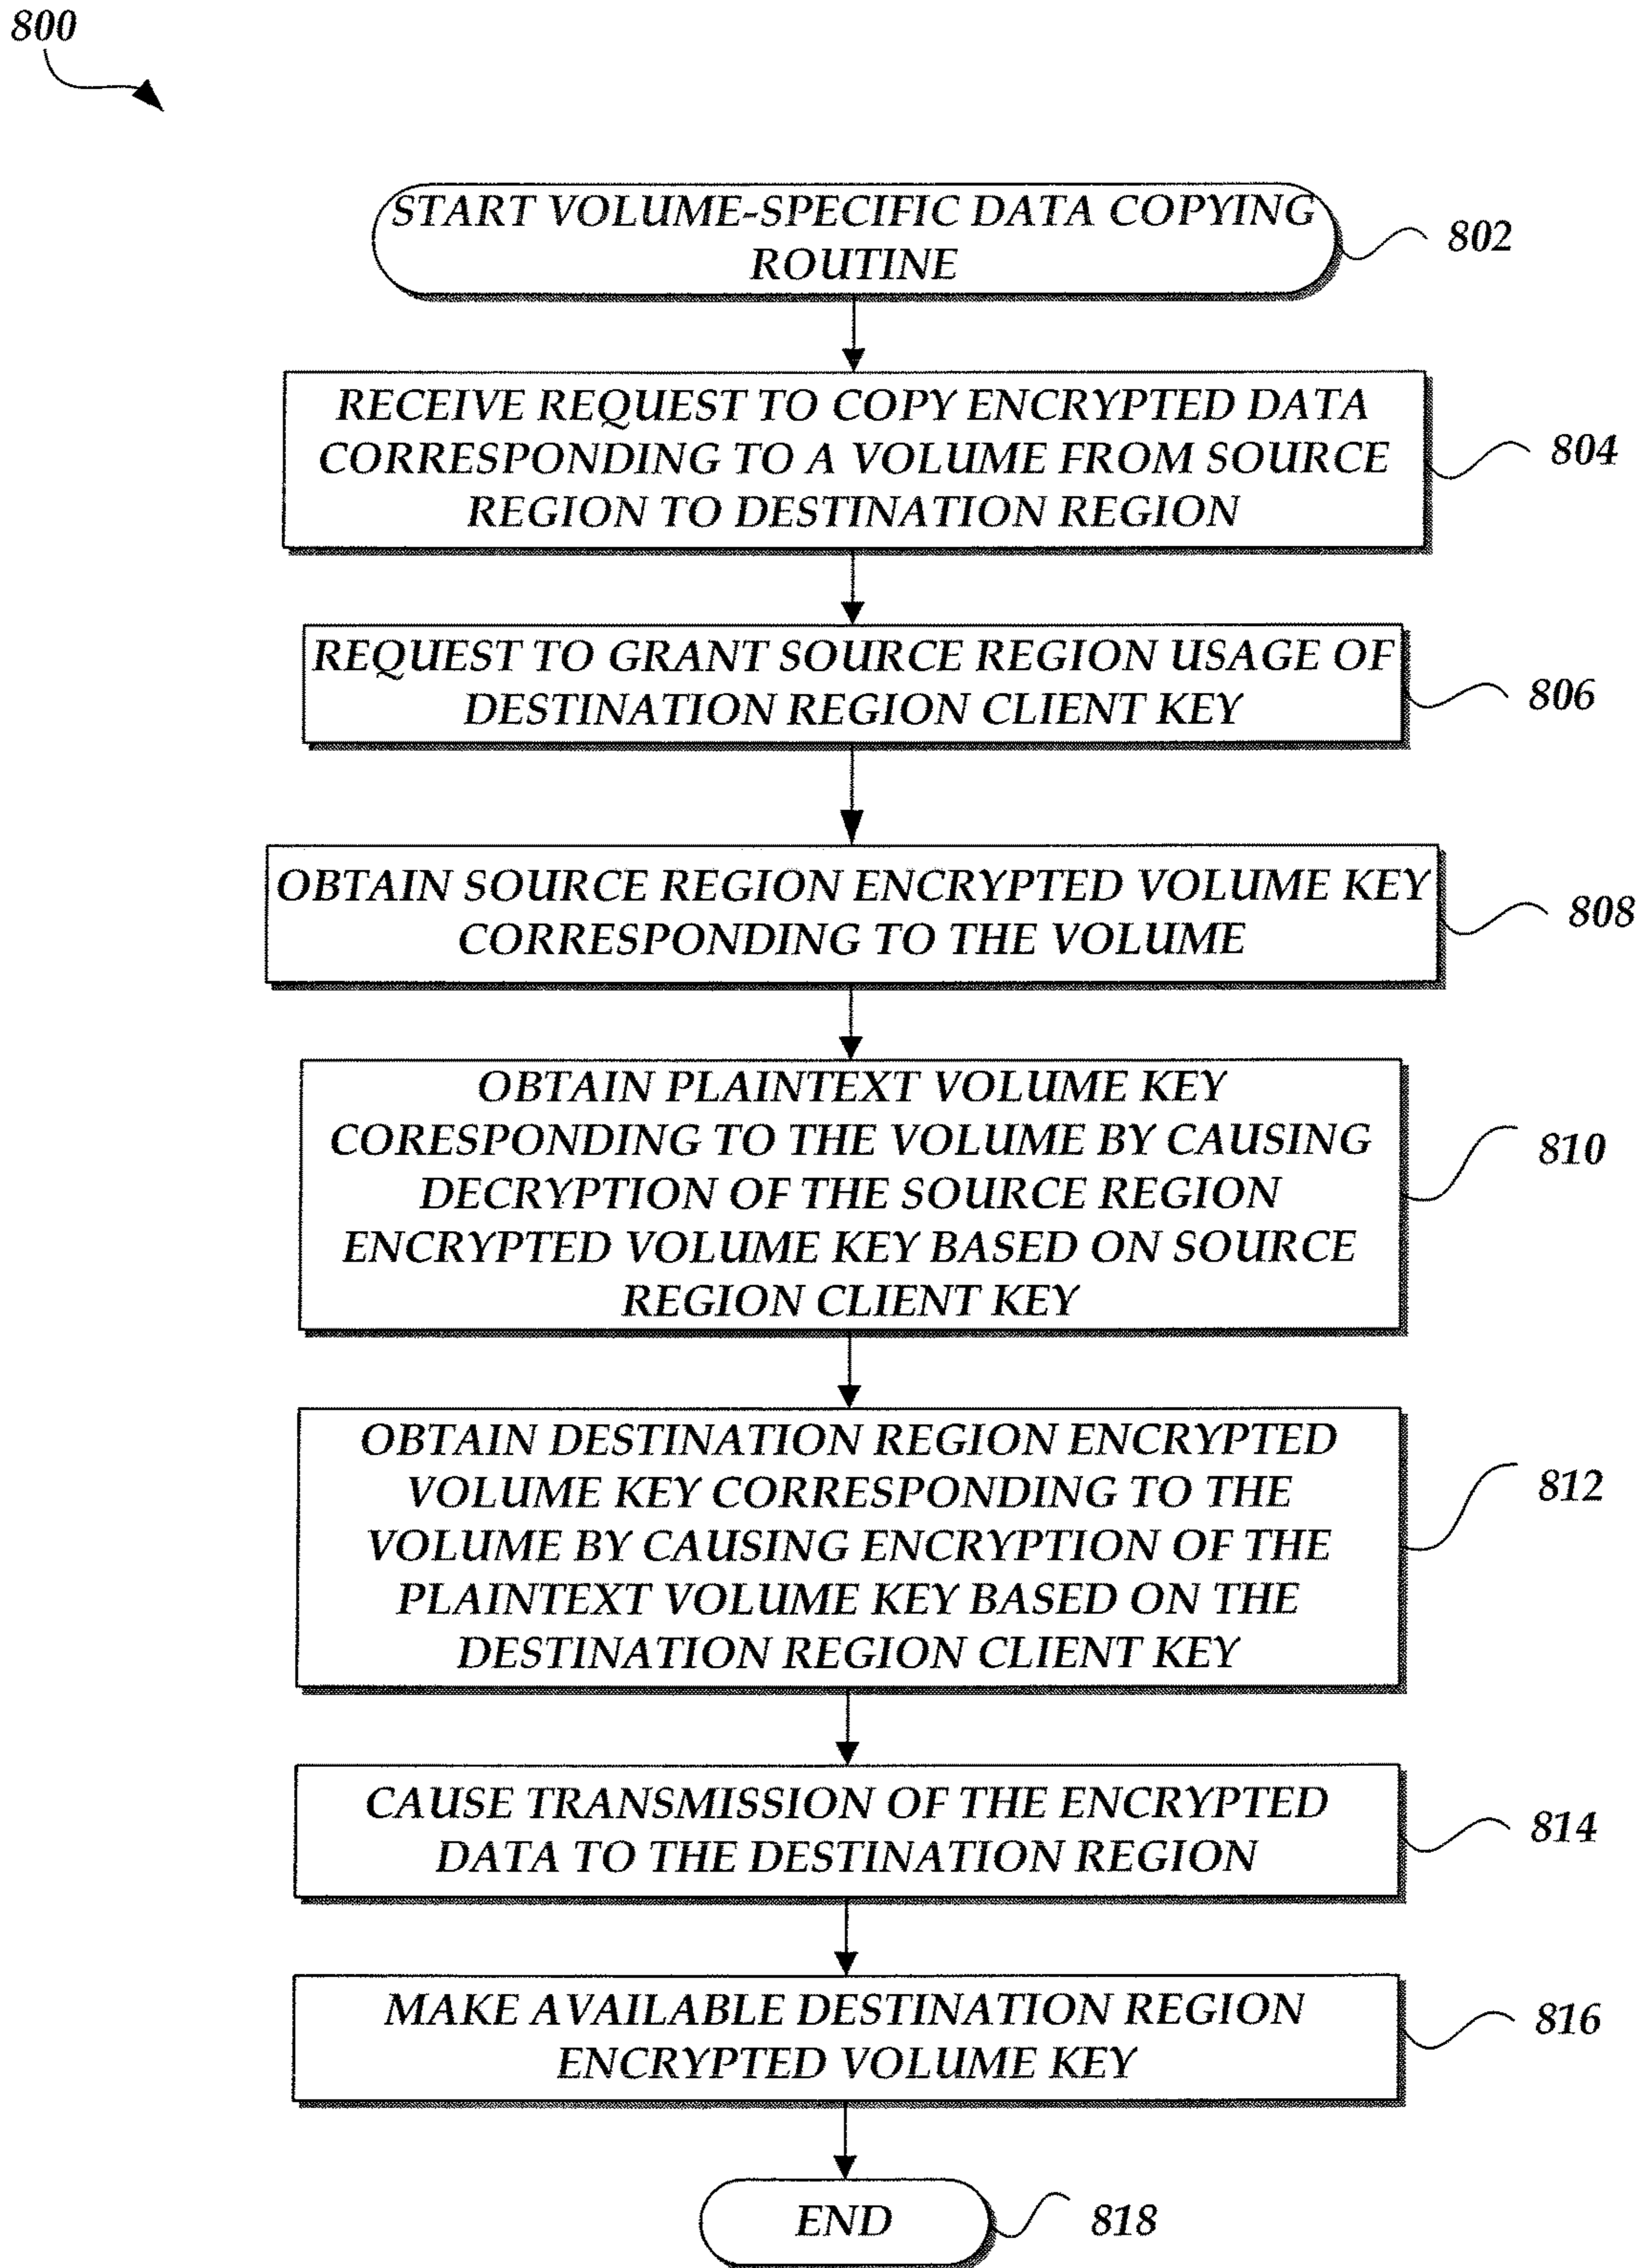 800
START VOLUME-SPECIFIC DATA COPYING
ROUTINE
802
RECEIVE REQUEST TO COPY ENCRYPTED DATA
CORRESPONDING TO A VOLUME FROM SOURCE
REGION TO DESTINATION REGION
804
REQUEST TO GRANT SOURCE REGION USAGE OF
DESTINATION REGION CLIENT KEY
806
OBTAIN SOURCE REGION ENCRYPTED VOLUME KEY
CORRESPONDING TO THE VOLUME
808
OBTAIN PLAINTEXT VOLUME KEY
CORESPONDING TO THE VOLUME BY CAUSING
DECRYPTION OF THE SOURCE REGION
ENCRYPTED VOLUME KEY BASED ON SOURCE
REGION CLIENT KEY
810
OBTAIN DESTINATION REGION ENCRYPTED
VOLUME KEY CORRESPONDING TO THE
VOLUME BY CAUSING ENCRYPTION OF THE
PLAINTEXT VOLUME KEY BASED ON THE
DESTINATION REGION CLIENT KEY
812
CAUSE TRANSMISSION OF THE ENCRYPTED
DATA TO THE DESTINATION REGION
814
MAKE AVAILABLE DESTINATION REGION
ENCRYPTED VOLUME KEY
816
END
818